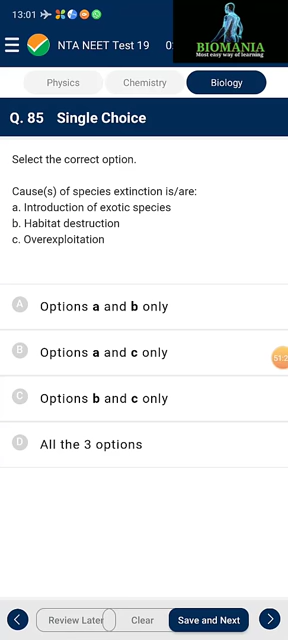 13:01
NTA NEET Test 19
BIOMANIA
Most easy way of learning
Physics
Chemistry
Biology
Q. 85 Single Choice
Select the correct option.
Cause(s) of species extinction is/are:
a. Introduction of exotic species
b. Habitat destruction
c. Overexploitation
A Options a and b only
B Options a and c only
C Options b and c only
D All the 3 options
Review Later
Clear
Save and Next